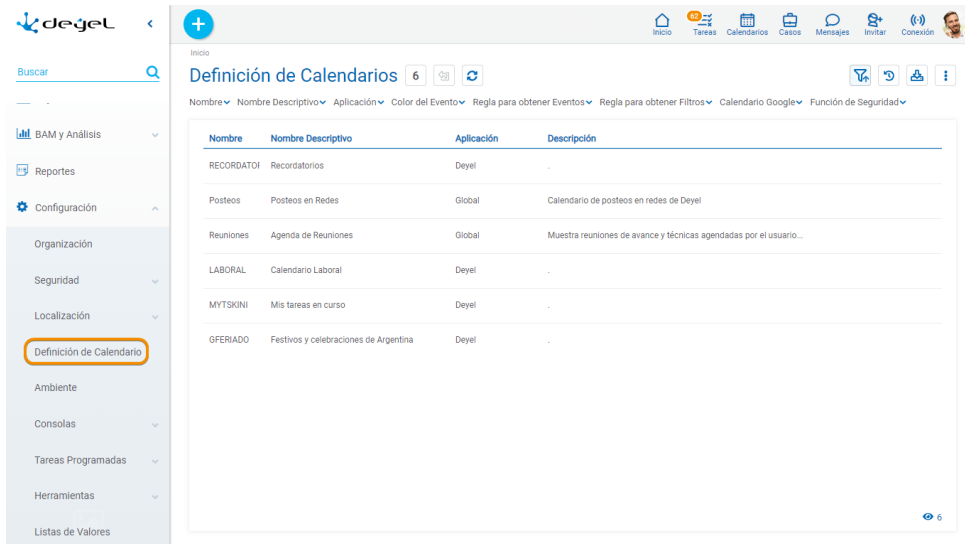 deyel
Buscar
BAM y Análisis
Reportes
Configuración
Organización
Seguridad
Localización
Definición de Calendario
Ambiente
Consolas
Tareas Programadas
Herramientas
Listas de Valores
+
Inicio
62
Tareas
Calendarios
Casos
Mensajes
Invitar
Conexión
Inicio
Definición de Calendarios 6
Nombre Nombre Descriptivo Aplicación Color del Evento Regla para obtener Eventos Regla para obtener Filtros Calendario Google Función de Seguridad
Nombre Nombre Descriptivo Aplicación Descripción
RECORDATOF Recordatorios Deyel .
Posteos Posteos en Redes Global Calendario de posteos en redes de Deyel
Reuniones Agenda de Reuniones Global Muestra reuniones de avance y técnicas agendadas por el usuario...
LABORAL Calendario Laboral Deyel .
MYTSKINI Mis tareas en curso Deyel .
GFERIADO Festivos y celebraciones de Argentina Deyel .
6